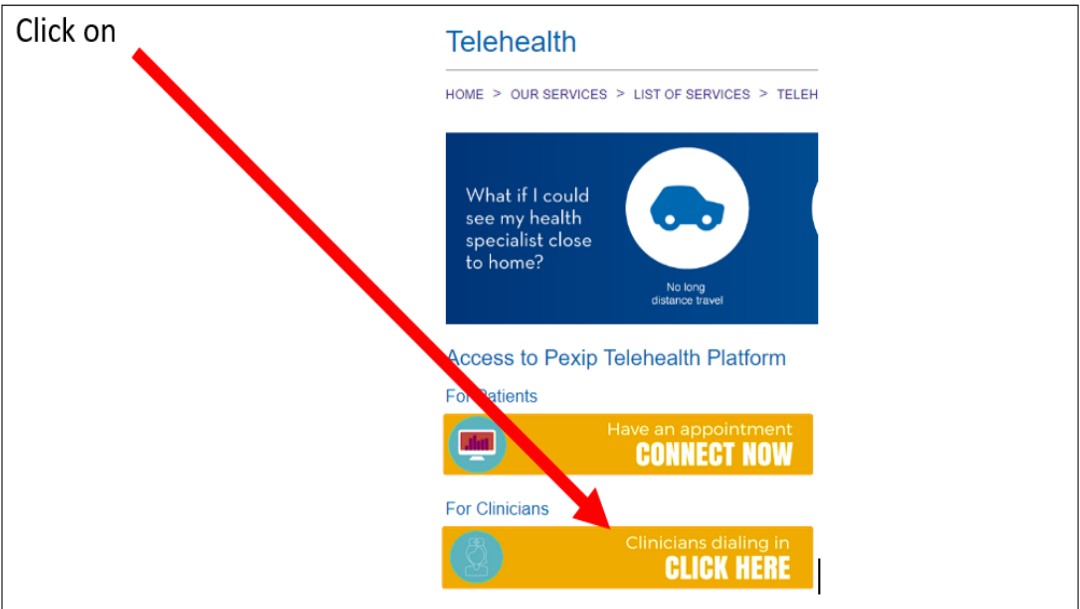 Click on
Telehealth
HOME > OUR SERVICES > LIST OF SERVICES > TELEH
What if I could
see my health
specialist close
to home?
No long
distance travel
Access to Pexip Telehealth Platform
For Patients
Have an appointment
CONNECT NOW
For Clinicians
Clinicians dialing in
CLICK HERE